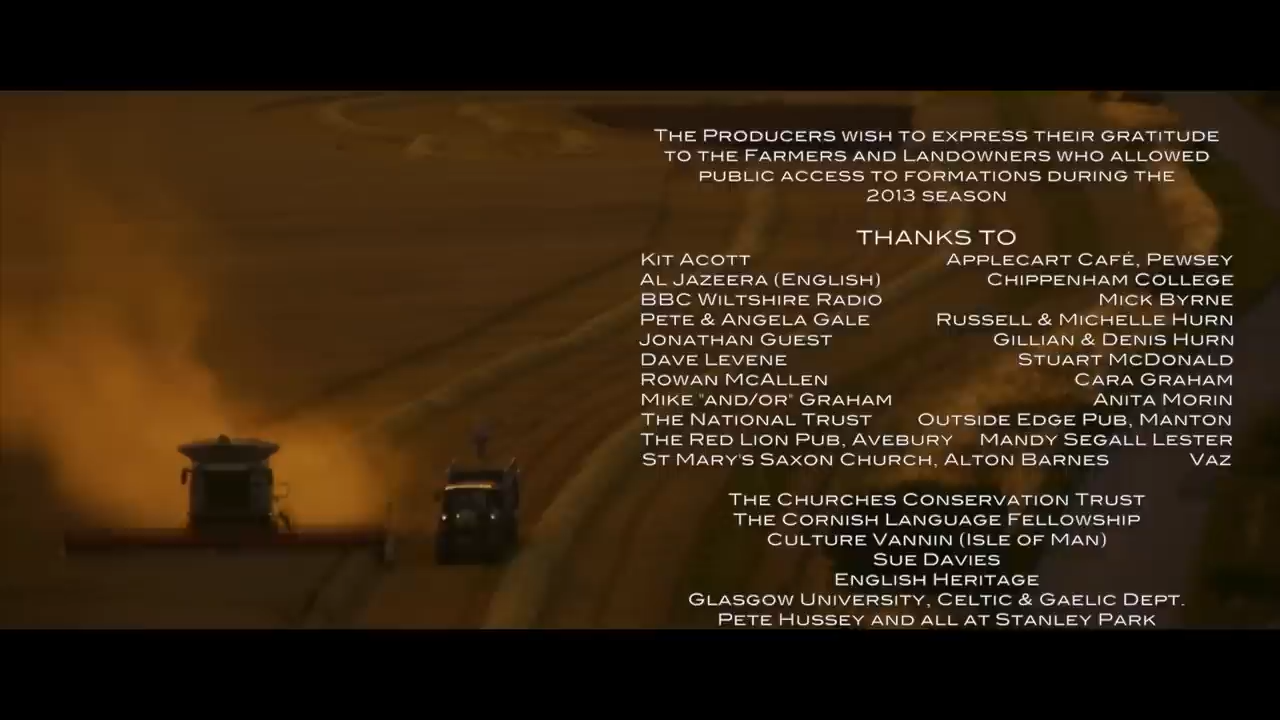 The Producers wish to express their gratitude
to the Farmers and Landowners who allowed
public access to formations during the
2013 season
THANKS TO
Kit Acott Applecart Café, Pewsey
Al Jazeera (English) Chippenham College
BBC Wiltshire Radio Mick Byrne
Pete & Angela Gale Russell & Michelle Hurn
Jonathan Guest Gillian & Denis Hurn
Dave Levene Stuart McDonald
Rowan McAllen Cara Graham
Mike "and/or" Graham Anita Morin
The National Trust Outside Edge Pub, Manton
The Red Lion Pub, Avebury Mandy Segall Lester
St Mary's Saxon Church, Alton Barnes Vaz
The Churches Conservation Trust
The Cornish Language Fellowship
Culture Vannin (Isle of Man)
Sue Davies
English Heritage
Glasgow University, Celtic & Gaelic Dept.
Pete Hussey and all at Stanley Park